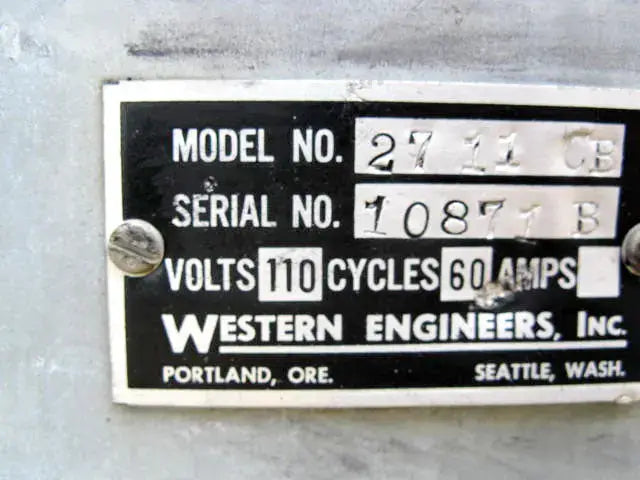 MODEL NO. 27 11 CB
SERIAL NO. 10871 B
VOLTS 110 CYCLES 60 AMPS
WESTERN ENGINEERS, INC.
PORTLAND, ORE. SEATTLE, WASH.